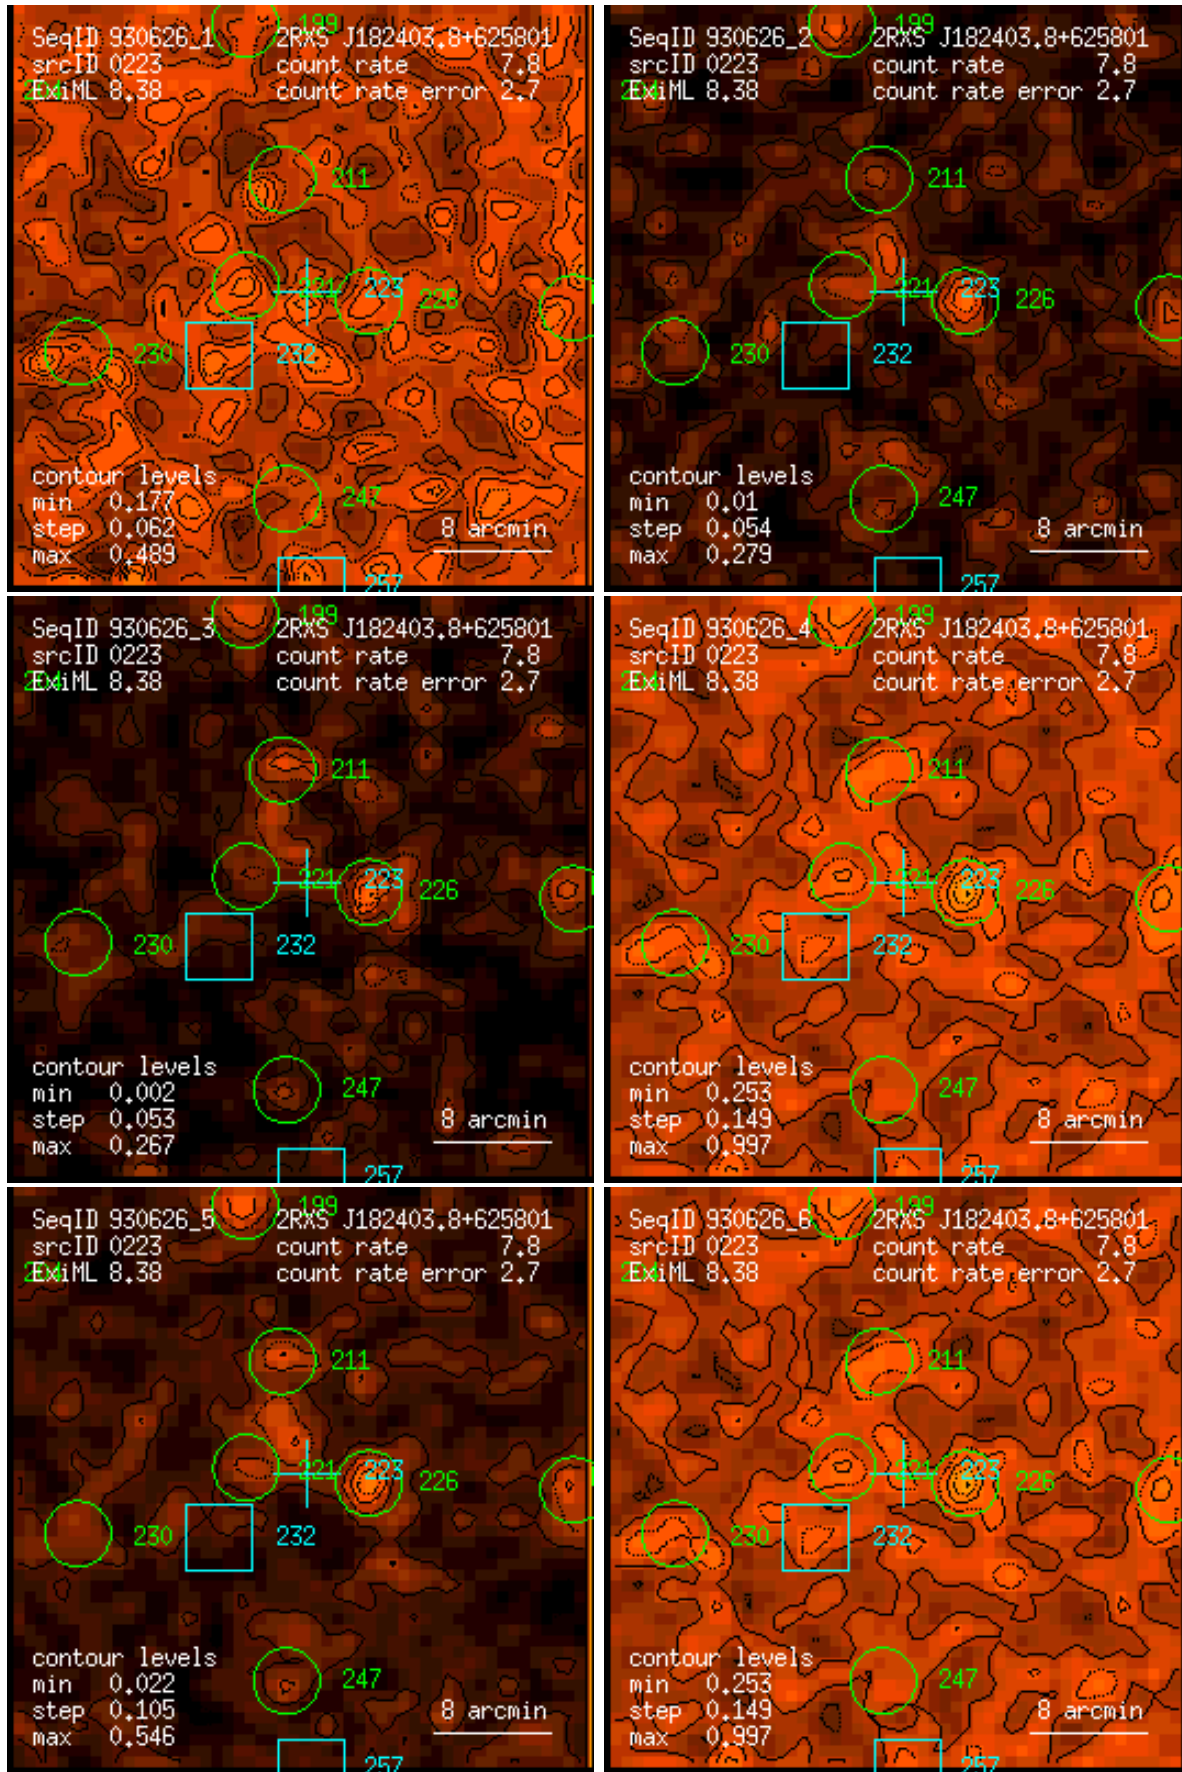 199
SeqID 930626_1 2RXS J182403.8+625801
srcID 0223 count rate 7.8
ExiML 8.38 count rate error 2.7
211
221 223 226
230 232
contour levels
min 0.177 247
step 0.062 8 arcmin
max 0.489
257
199
SeqID 930626_2 2RXS J182403.8+625801
srcID 0223 count rate 7.8
ExiML 8.38 count rate error 2.7
211
221 223 226
230 232
contour levels
min 0.01 247
step 0.054 8 arcmin
max 0.279
257
199
SeqID 930626_3 2RXS J182403.8+625801
srcID 0223 count rate 7.8
ExiML 8.38 count rate error 2.7
211
221 223 226
230 232
contour levels
min 0.002 247
step 0.053 8 arcmin
max 0.267
257
199
SeqID 930626_4 2RXS J182403.8+625801
srcID 0223 count rate 7.8
ExiML 8.38 count rate error 2.7
211
221 223 226
230 232
contour levels
min 0.253 247
step 0.149 8 arcmin
max 0.997
257
199
SeqID 930626_5 2RXS J182403.8+625801
srcID 0223 count rate 7.8
ExiML 8.38 count rate error 2.7
211
221 223 226
230 232
contour levels
min 0.022 247
step 0.105 8 arcmin
max 0.546
257
199
SeqID 930626_6 2RXS J182403.8+625801
srcID 0223 count rate 7.8
ExiML 8.38 count rate error 2.7
211
221 223 226
230 232
contour levels
min 0.253 247
step 0.149 8 arcmin
max 0.997
257